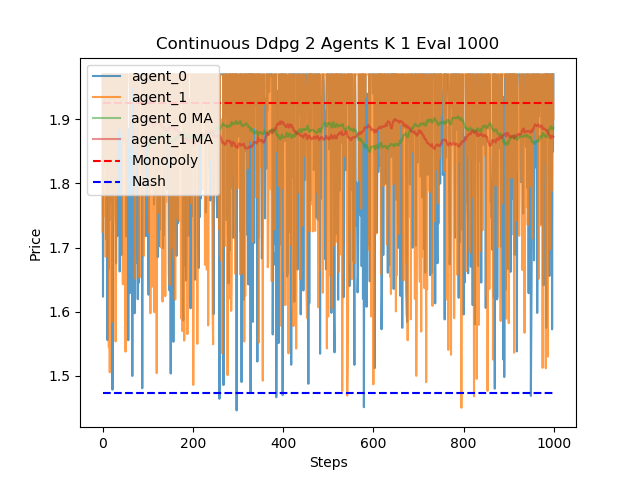 Continuous Ddpg 2 Agents K 1 Eval 1000
agent_0
agent_1
agent_0 MA
agent_1 MA
Monopoly
Nash
Price
1.9
1.8
1.7
1.6
1.5
0 200 400 600 800 1000
Steps